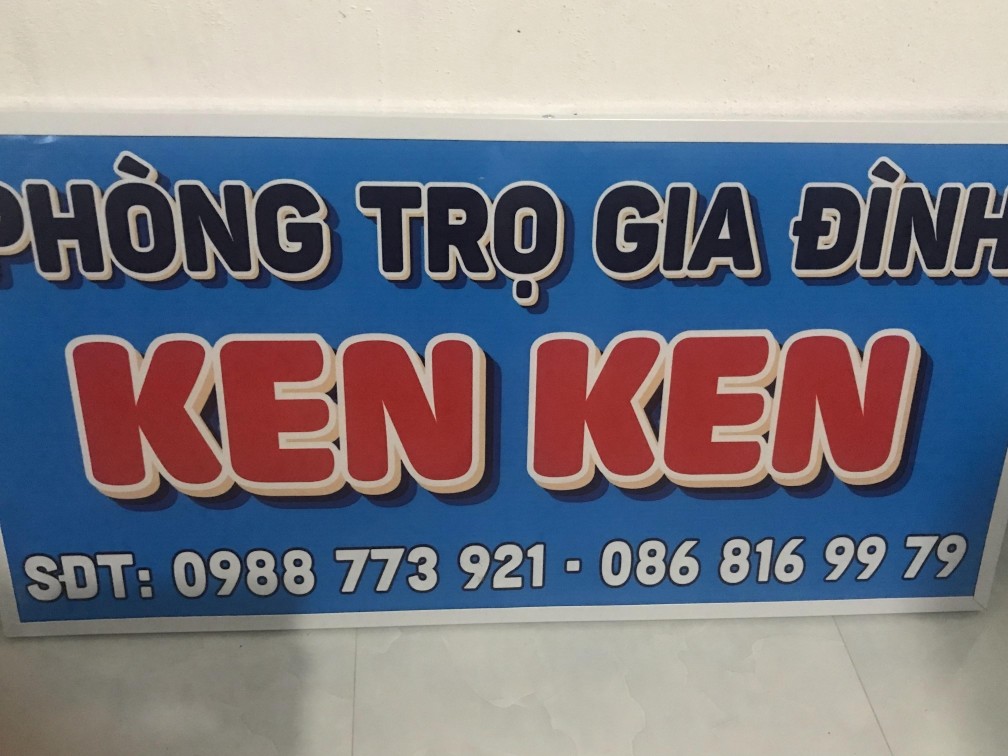 PHÒNG TRỌ GIA ĐÌNH
KEN KEN
SĐT: 0988 773 921 - 086 816 99 79